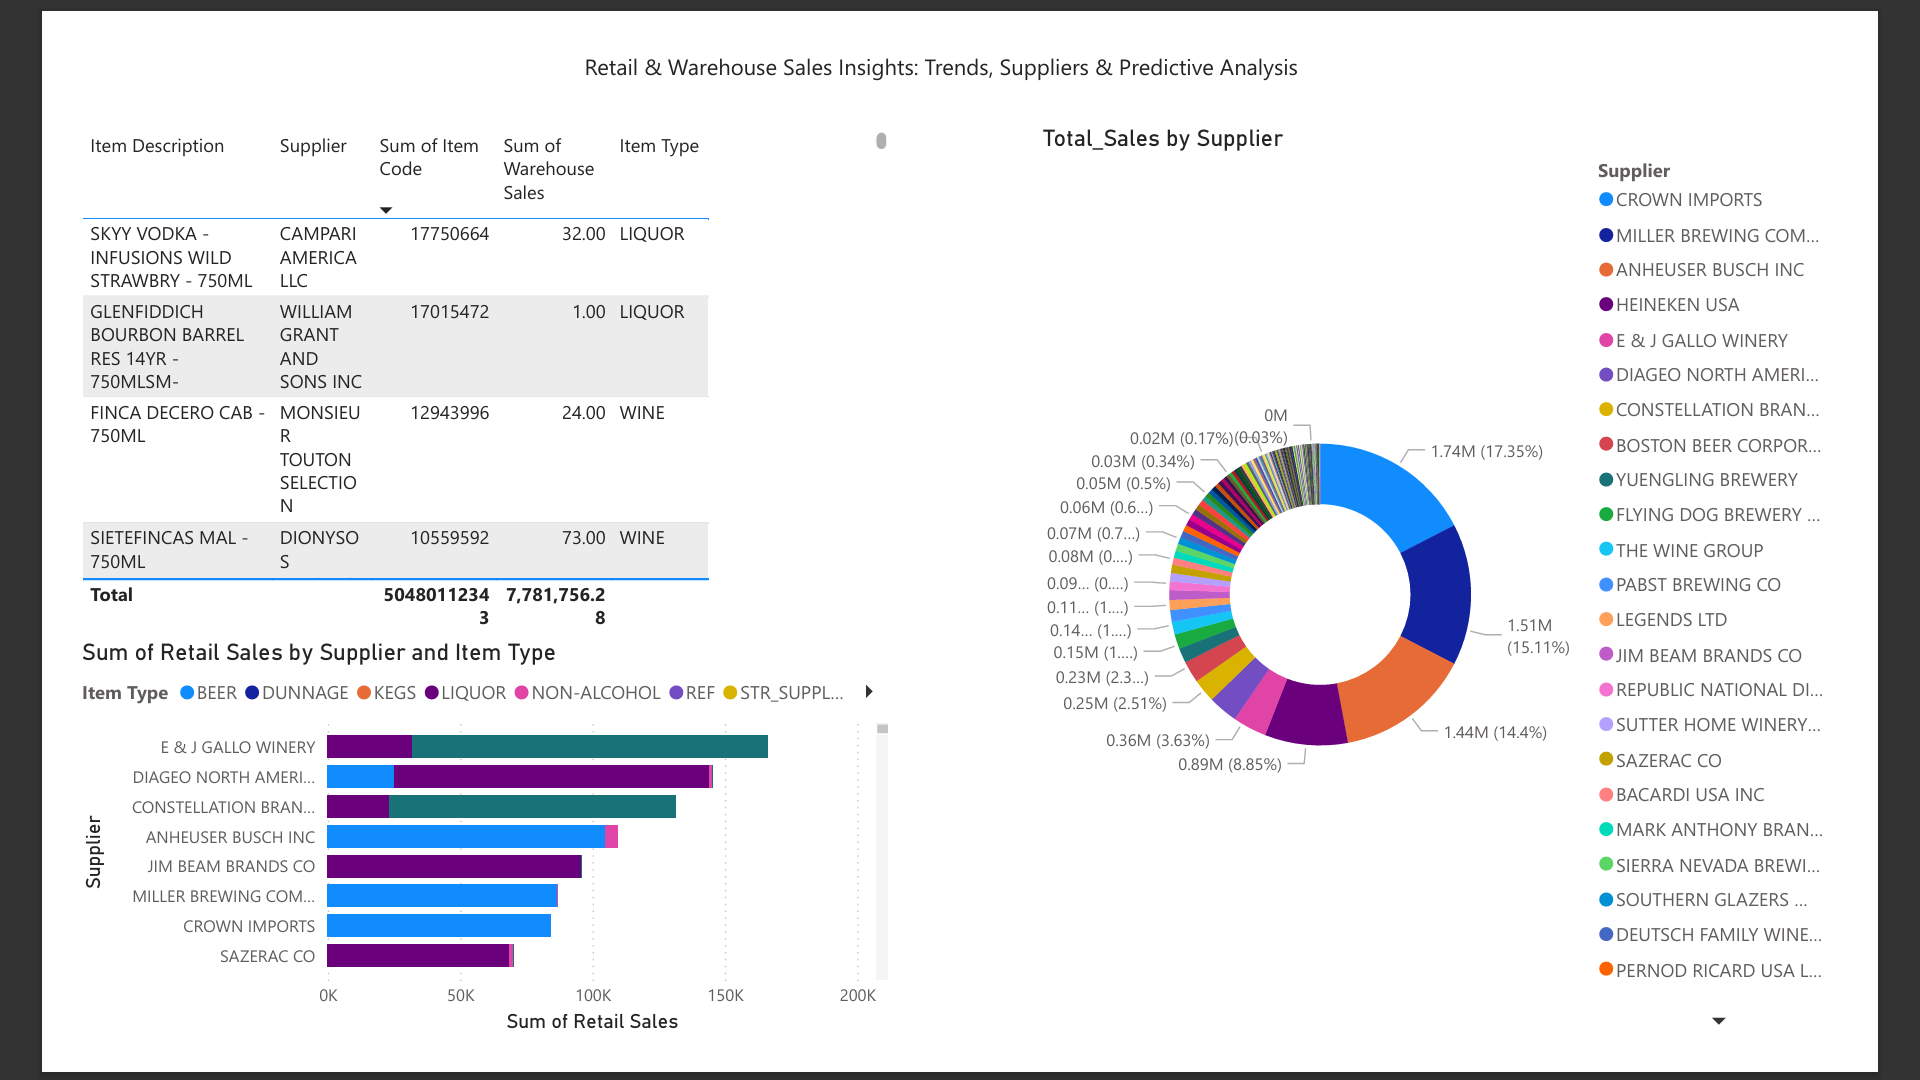 Retail & Warehouse Sales Insights: Trends, Suppliers & Predictive Analysis
Item Description
Supplier
Sum of Item
Code
Sum of
Warehouse
Sales
Item Type
SKYY VODKA -
INFUSIONS WILD
STRAWBRY - 750ML
CAMPARI
AMERICA
LLC
17750664
32.00
LIQUOR
GLENFIDDICH
BOURBON BARREL
RES 14YR -
750MLSM-
WILLIAM
GRANT
AND
SONS INC
17015472
1.00
LIQUOR
FINCA DECERO CAB -
750ML
MONSIEU
R
TOUTON
SELECTIO
N
12943996
24.00
WINE
SIETEFINCAS MAL -
750ML
DIONYSO
S
10559592
73.00
WINE
Total
5048011234
3
7,781,756.2
8
Sum of Retail Sales by Supplier and Item Type
Item Type BEER DUNNAGE KEGS LIQUOR NON-ALCOHOL REF STR_SUPPL...
Supplier
E & J GALLO WINERY
DIAGEO NORTH AMERI...
CONSTELLATION BRAN...
ANHEUSER BUSCH INC
JIM BEAM BRANDS CO
MILLER BREWING COM...
CROWN IMPORTS
SAZERAC CO
0K 50K 100K 150K 200K
Sum of Retail Sales
Total_Sales by Supplier
0M
0.02M (0.17%)
(0.03%)
0.03M (0.34%)
0.05M (0.5%)
0.06M (0.6...)
0.07M (0.7...)
0.08M (0....)
0.09... (0....)
0.11... (1....)
0.14... (1....)
0.15M (1....)
0.23M (2.3...)
0.25M (2.51%)
0.36M (3.63%)
0.89M (8.85%)
1.44M (14.4%)
1.51M
(15.11%)
1.74M (17.35%)
Supplier
CROWN IMPORTS
MILLER BREWING COM...
ANHEUSER BUSCH INC
HEINEKEN USA
E & J GALLO WINERY
DIAGEO NORTH AMERI...
CONSTELLATION BRAN...
BOSTON BEER CORPOR...
YUENGLING BREWERY
FLYING DOG BREWERY ...
THE WINE GROUP
PABST BREWING CO
LEGENDS LTD
JIM BEAM BRANDS CO
REPUBLIC NATIONAL DI...
SUTTER HOME WINERY...
SAZERAC CO
BACARDI USA INC
MARK ANTHONY BRAN...
SIERRA NEVADA BREWI...
SOUTHERN GLAZERS ...
DEUTSCH FAMILY WINE...
PERNOD RICARD USA L...